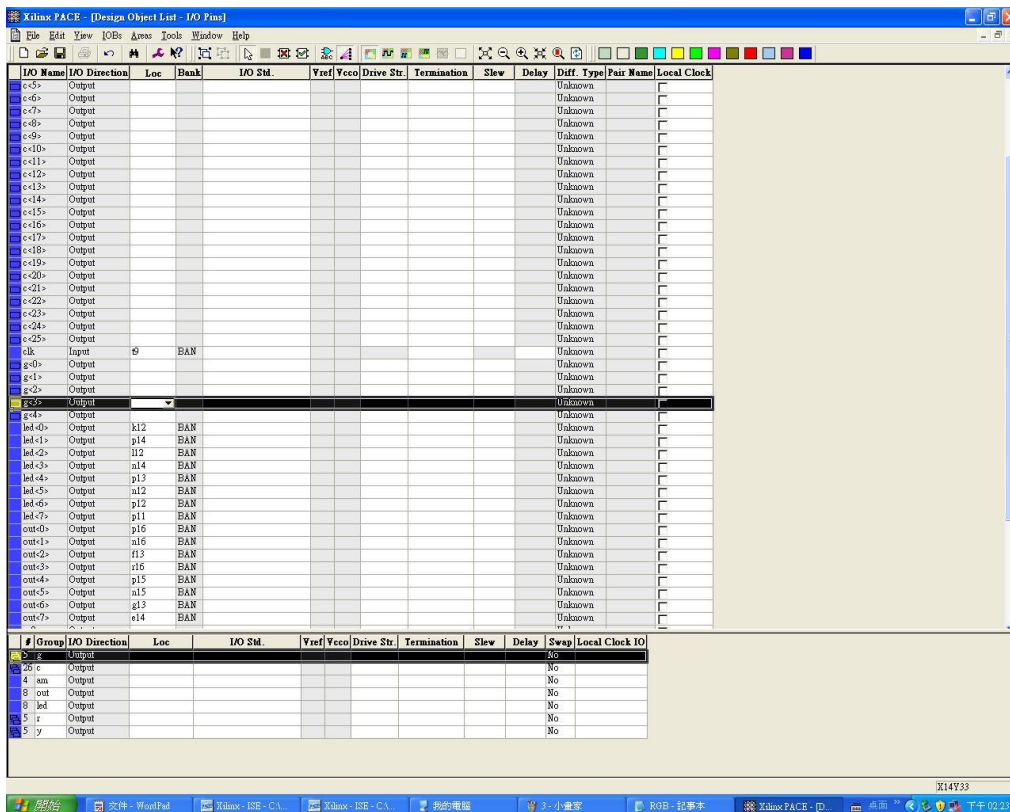 Xilinx PACE - [Design Object List - I/O Pins]
File Edit View IOBs Areas Tools Window Help
I/O Name I/O Direction Loc Bank I/O Std. Vref Vcco Drive Str. Termination Slew Delay Diff. Type Pair Name Local Clock
c<5> Output Unknown
c<6> Output Unknown
c<7> Output Unknown
c<8> Output Unknown
c<9> Output Unknown
c<10> Output Unknown
c<11> Output Unknown
c<12> Output Unknown
c<13> Output Unknown
c<14> Output Unknown
c<15> Output Unknown
c<16> Output Unknown
c<17> Output Unknown
c<18> Output Unknown
c<19> Output Unknown
c<20> Output Unknown
c<21> Output Unknown
c<22> Output Unknown
c<23> Output Unknown
c<24> Output Unknown
c<25> Output Unknown
clk Input t9 BAN Unknown
g<0> Output Unknown
g<1> Output Unknown
g<2> Output Unknown
g<3> Output Unknown
g<4> Output Unknown
led<0> Output k12 BAN Unknown
led<1> Output p14 BAN Unknown
led<2> Output l12 BAN Unknown
led<3> Output n14 BAN Unknown
led<4> Output p13 BAN Unknown
led<5> Output n12 BAN Unknown
led<6> Output p12 BAN Unknown
led<7> Output p11 BAN Unknown
out<0> Output p16 BAN Unknown
out<1> Output n16 BAN Unknown
out<2> Output f13 BAN Unknown
out<3> Output r16 BAN Unknown
out<4> Output p15 BAN Unknown
out<5> Output n15 BAN Unknown
out<6> Output g13 BAN Unknown
out<7> Output e14 BAN Unknown
# Group I/O Direction Loc I/O Std. Vref Vcco Drive Str. Termination Slew Delay Swap Local Clock IO
5 g Output No
26 c Output No
4 am Output No
8 out Output No
8 led Output No
5 r Output No
5 y Output No
X14Y33
開始 文件 - WordPad Xilinx - ISE - C:\... Xilinx - ISE - C:\... 我的電腦 3 - 小畫家 RGB - 記事本 Xilinx PACE - [D... 桌面 » 下午 02:23